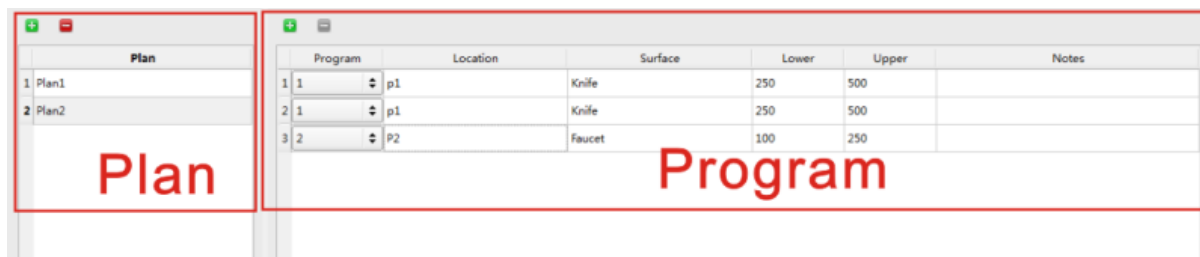 Plan
1 Plan1
2 Plan2
Plan
Program Location Surface Lower Upper Notes
1 1 p1 Knife 250 500
2 1 p1 Knife 250 500
3 2 P2 Faucet 100 250
Program